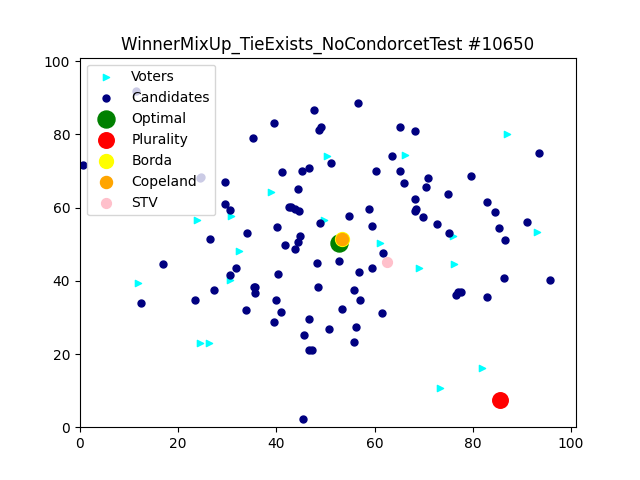 WinnerMixUp_TieExists_NoCondorcetTest #10650
100
80
60
40
20
0
0
20
40
60
80
100
Voters
Candidates
Optimal
Plurality
Borda
Copeland
STV